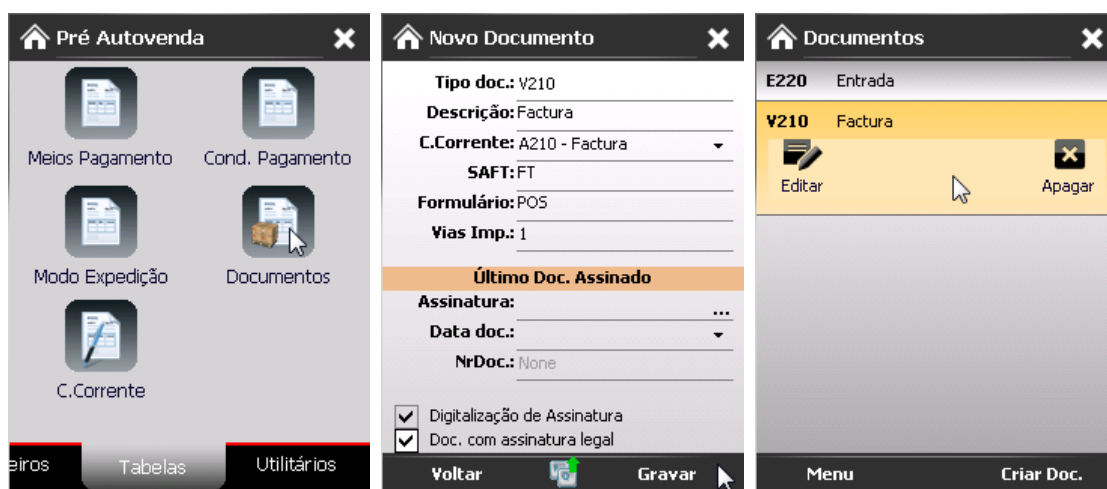 Pré Autovenda
Meios Pagamento
Cond. Pagamento
Modo Expedição
Documentos
C.Corrente
eiros
Tabelas
Utilitários
Novo Documento
Tipo doc.: V210
Descrição: Factura
C.Corrente: A210 - Factura
SAFT: FT
Formulário: POS
Vias Imp.: 1
Último Doc. Assinado
Assinatura: ...
Data doc.:
NrDoc.: None
Digitalização de Assinatura
Doc. com assinatura legal
Voltar
Gravar
Documentos
E220 Entrada
V210 Factura
Editar
Apagar
Menu
Criar Doc.